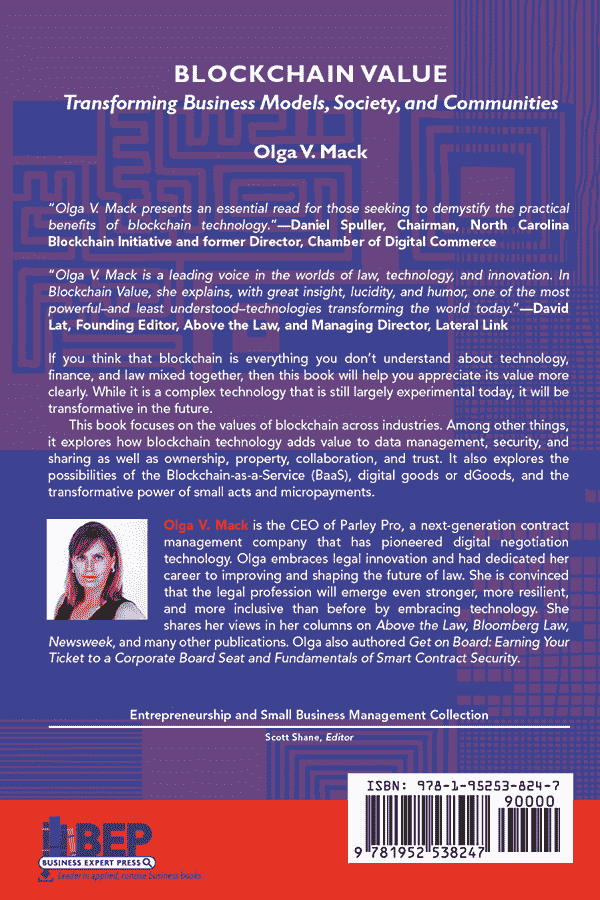 BLOCKCHAIN VALUE
Transforming Business Models, Society, and Communities
Olga V. Mack
“Olga V. Mack presents an essential read for those seeking to demystify the practical
benefits of blockchain technology.”—Daniel Spuller, Chairman, North Carolina
Blockchain Initiative and former Director, Chamber of Digital Commerce
“Olga V. Mack is a leading voice in the worlds of law, technology, and innovation. In
Blockchain Value, she explains, with great insight, lucidity, and humor, one of the most
powerful–and least understood–technologies transforming the world today.”—David
Lat, Founding Editor, Above the Law, and Managing Director, Lateral Link
If you think that blockchain is everything you don’t understand about technology,
finance, and law mixed together, then this book will help you appreciate its value more
clearly. While it is a complex technology that is still largely experimental today, it will be
transformative in the future.
This book focuses on the values of blockchain across industries. Among other things,
it explores how blockchain technology adds value to data management, security, and
sharing as well as ownership, property, collaboration, and trust. It also explores the
possibilities of the Blockchain-as-a-Service (BaaS), digital goods or dGoods, and the
transformative power of small acts and micropayments.
Olga V. Mack is the CEO of Parley Pro, a next-generation contract
management company that has pioneered digital negotiation
technology. Olga embraces legal innovation and had dedicated her
career to improving and shaping the future of law. She is convinced
that the legal profession will emerge even stronger, more resilient,
and more inclusive than before by embracing technology. She
shares her views in her columns on Above the Law, Bloomberg Law,
Newsweek, and many other publications. Olga also authored Get on Board: Earning Your
Ticket to a Corporate Board Seat and Fundamentals of Smart Contract Security.
Entrepreneurship and Small Business Management Collection
Scott Shane, Editor
ISBN: 978-1-95253-824-7
90000
9 781952 538247
BEP
BUSINESS EXPERT PRESS
Leader in applied, concise business books